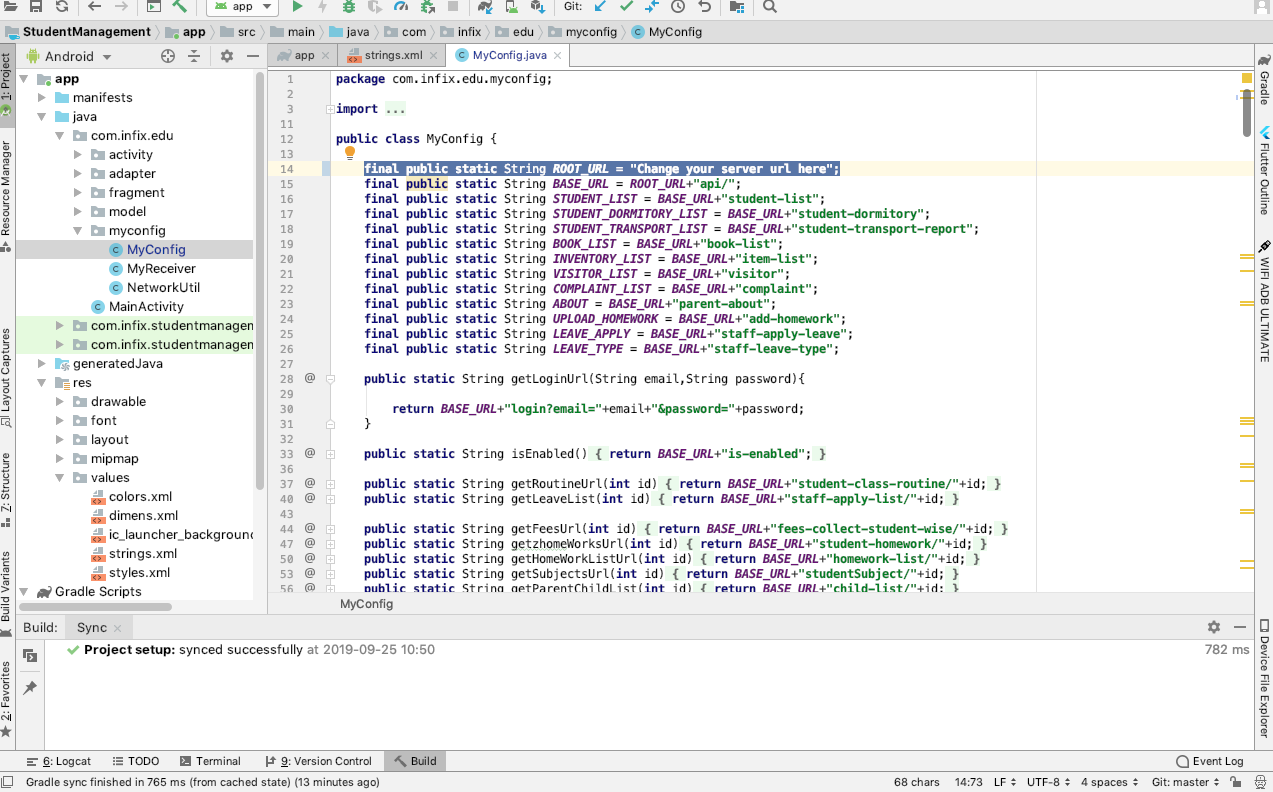 app
Git:
StudentManagement app src main java com infix edu myconfig MyConfig
1: Project
Resource Manager
Layout Captures
Z: Structure
Build Variants
2: Favorites
Android
app
manifests
java
com.infix.edu
activity
adapter
fragment
model
myconfig
MyConfig
MyReceiver
NetworkUtil
MainActivity
com.infix.studentmanagem
com.infix.studentmanagem
generatedJava
res
drawable
font
layout
mipmap
values
colors.xml
dimens.xml
ic_launcher_background
strings.xml
styles.xml
Gradle Scripts
app strings.xml MyConfig.java
1 package com.infix.edu.myconfig;
2
3 import ...
11
12 public class MyConfig {
13
14 final public static String ROOT_URL = "Change your server url here";
15 final public static String BASE_URL = ROOT_URL+"api/";
16 final public static String STUDENT_LIST = BASE_URL+"student-list";
17 final public static String STUDENT_DORMITORY_LIST = BASE_URL+"student-dormitory";
18 final public static String STUDENT_TRANSPORT_LIST = BASE_URL+"student-transport-report";
19 final public static String BOOK_LIST = BASE_URL+"book-list";
20 final public static String INVENTORY_LIST = BASE_URL+"item-list";
21 final public static String VISITOR_LIST = BASE_URL+"visitor";
22 final public static String COMPLAINT_LIST = BASE_URL+"complaint";
23 final public static String ABOUT = BASE_URL+"parent-about";
24 final public static String UPLOAD_HOMEWORK = BASE_URL+"add-homework";
25 final public static String LEAVE_APPLY = BASE_URL+"staff-apply-leave";
26 final public static String LEAVE_TYPE = BASE_URL+"staff-leave-type";
27
28 @ public static String getLoginUrl(String email,String password){
29
30 return BASE_URL+"login?email="+email+"&password="+password;
31 }
32
33 @ public static String isEnabled() { return BASE_URL+"is-enabled"; }
36
37 @ public static String getRoutineUrl(int id) { return BASE_URL+"student-class-routine/"+id; }
40 @ public static String getLeaveList(int id) { return BASE_URL+"staff-apply-list/"+id; }
43
44 @ public static String getFeesUrl(int id) { return BASE_URL+"fees-collect-student-wise/"+id; }
47 @ public static String getzhomeWorksUrl(int id) { return BASE_URL+"student-homework/"+id; }
50 @ public static String getHomeWorkListUrl(int id) { return BASE_URL+"homework-list/"+id; }
53 @ public static String getSubjectsUrl(int id) { return BASE_URL+"studentSubject/"+id; }
56 @ public static String getParentChildList(int id) { return BASE_URL+"child-list/"+id; }
MyConfig
Gradle
Flutter Outline
WIFI ADB ULTIMATE
Device File Explorer
Build: Sync
Project setup: synced successfully at 2019-09-25 10:50 782 ms
6: Logcat TODO Terminal 9: Version Control Build Event Log
Gradle sync finished in 765 ms (from cached state) (13 minutes ago) 68 chars 14:73 LF UTF-8 4 spaces Git: master